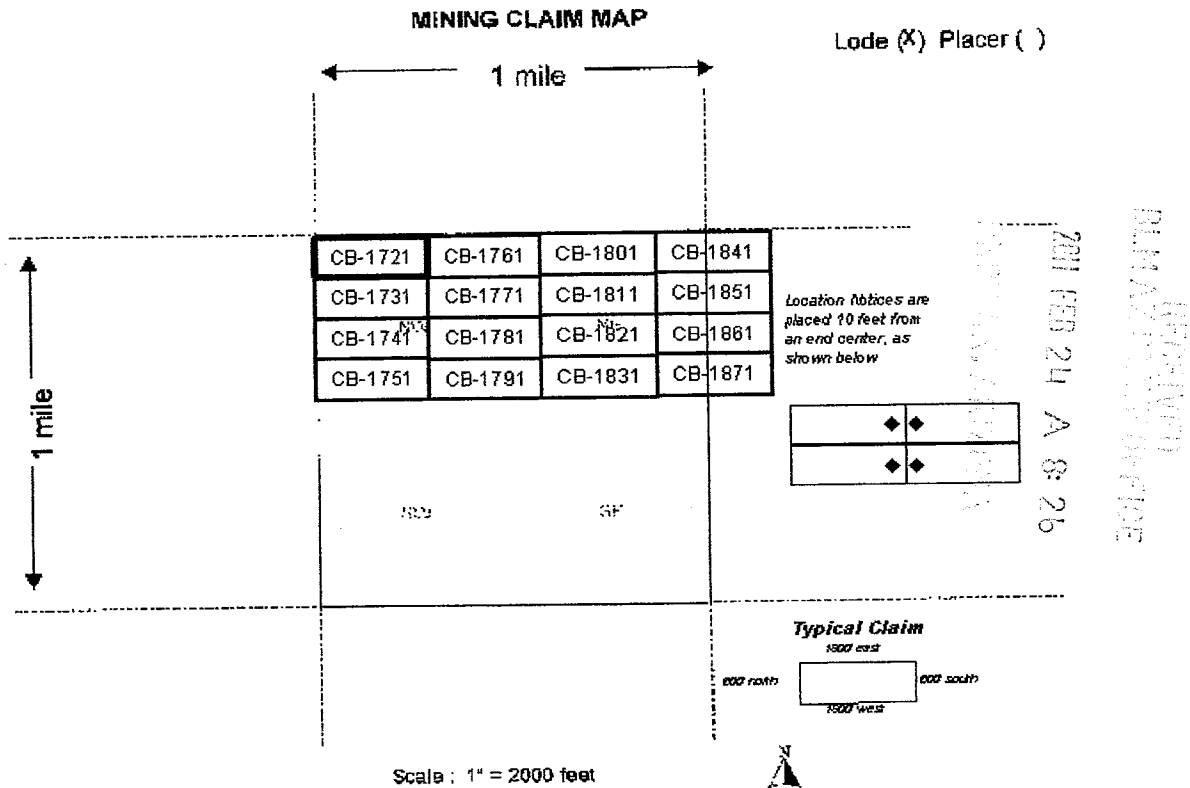 MINING CLAIM MAP
Lode (X) Placer ( )
1 mile
CB-1721 CB-1761 CB-1801 CB-1841
CB-1731 CB-1771 CB-1811 CB-1851
CB-1741 CB-1781 CB-1821 CB-1861
CB-1751 CB-1791 CB-1831 CB-1871
1 mile
Location Notices are
placed 10 feet from
an end center, as
shown below
2011 FEB 24 A 8:26
RECEIVED
Typical Claim
1500' east
600' north
600' south
1500' west
N
Scale : 1" = 2000 feet